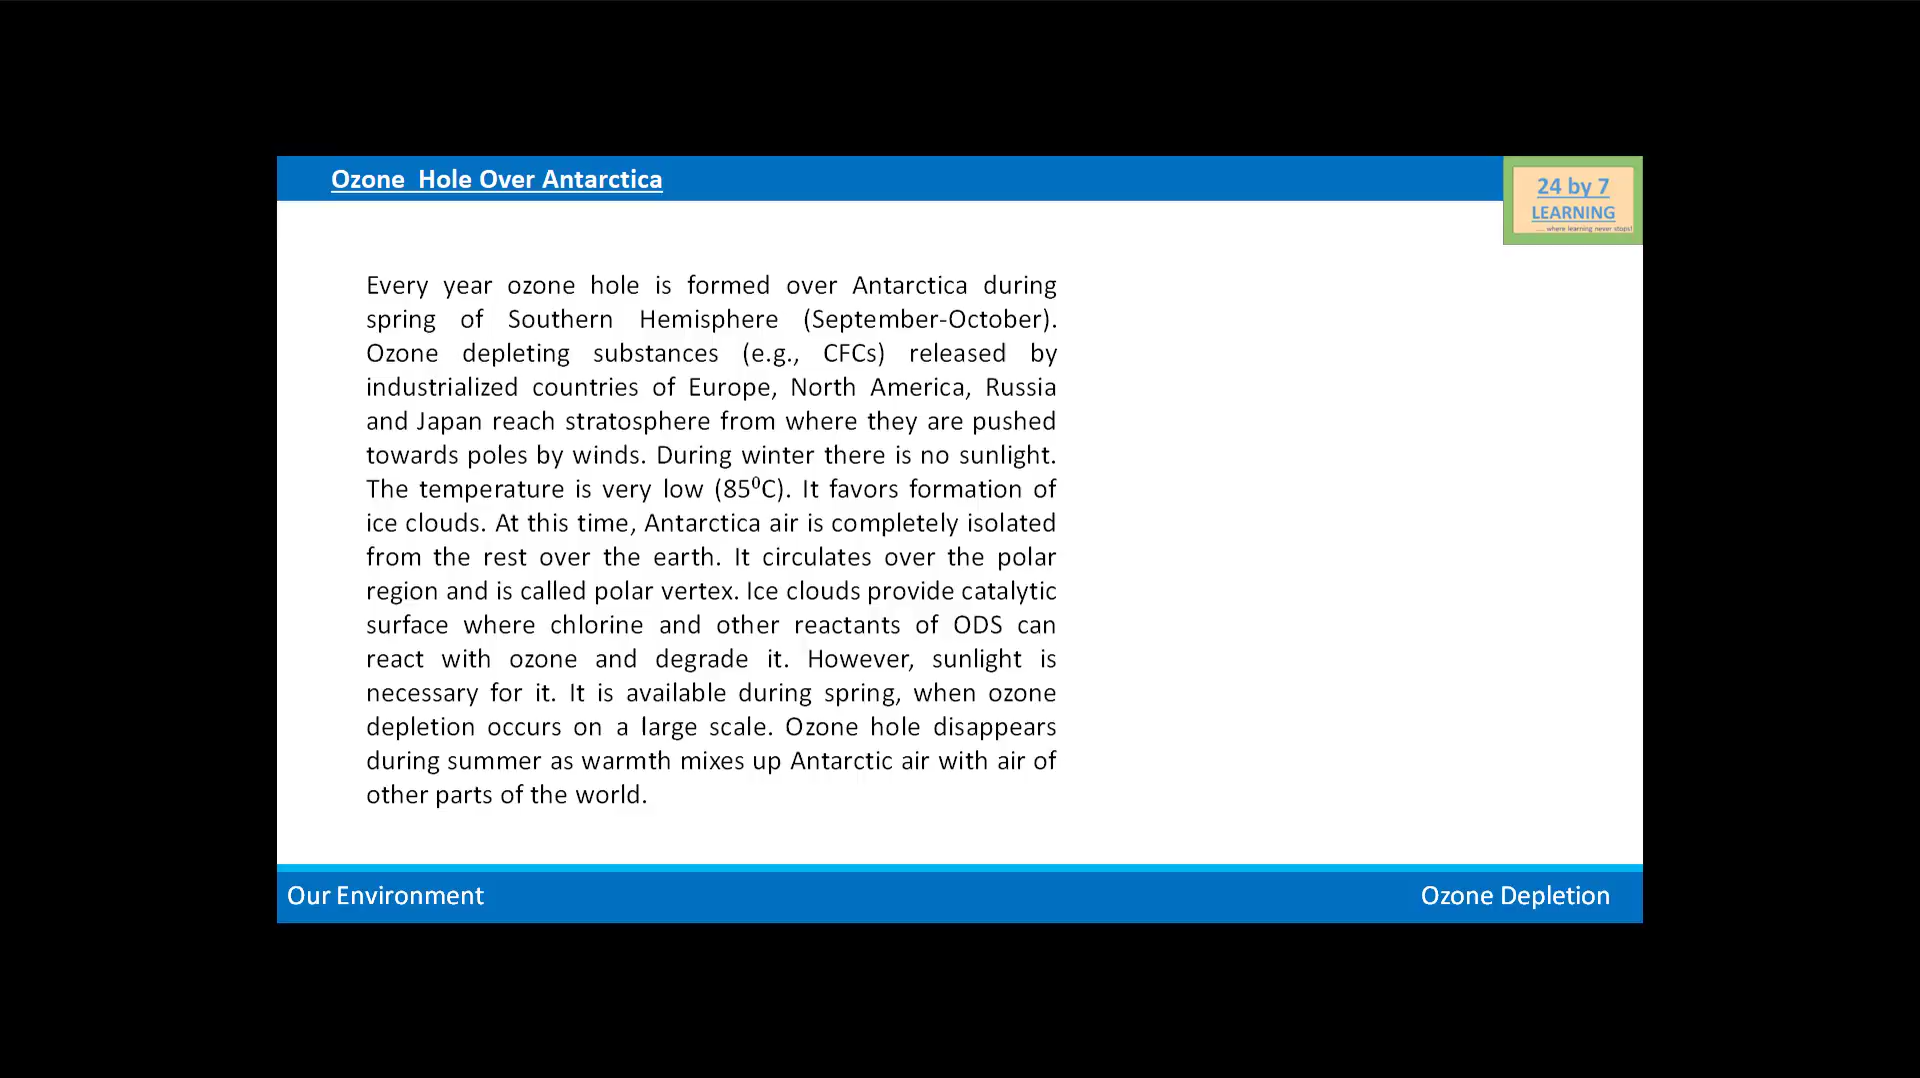 Ozone Hole Over Antarctica
24 by 7
LEARNING
.... where learning never stops!
Every year ozone hole is formed over Antarctica during
spring of Southern Hemisphere (September-October).
Ozone depleting substances (e.g., CFCs) released by
industrialized countries of Europe, North America, Russia
and Japan reach stratosphere from where they are pushed
towards poles by winds. During winter there is no sunlight.
The temperature is very low (85⁰C). It favors formation of
ice clouds. At this time, Antarctica air is completely isolated
from the rest over the earth. It circulates over the polar
region and is called polar vertex. Ice clouds provide catalytic
surface where chlorine and other reactants of ODS can
react with ozone and degrade it. However, sunlight is
necessary for it. It is available during spring, when ozone
depletion occurs on a large scale. Ozone hole disappears
during summer as warmth mixes up Antarctic air with air of
other parts of the world.
Our Environment
Ozone Depletion